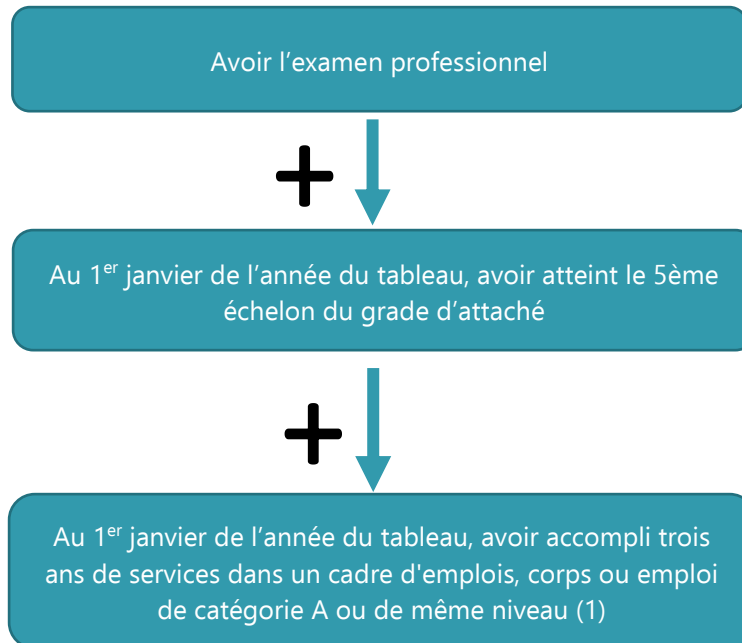 Avoir l’examen professionnel
+
Au 1er janvier de l’année du tableau, avoir atteint le 5ème
échelon du grade d’attaché
+
Au 1er janvier de l’année du tableau, avoir accompli trois
ans de services dans un cadre d'emplois, corps ou emploi
de catégorie A ou de même niveau (1)